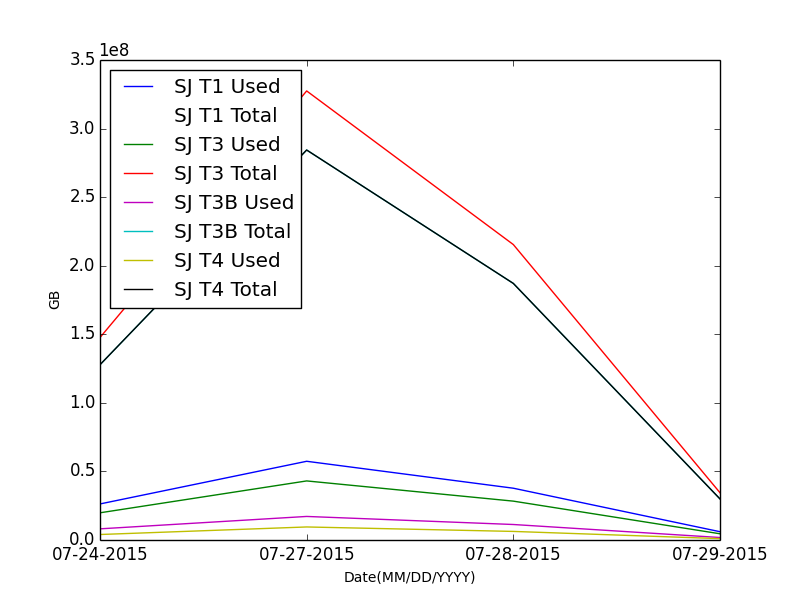 1e8
3.5
3.0
2.5
2.0
1.5
1.0
0.5
0.0
GB
SJ T1 Used
SJ T1 Total
SJ T3 Used
SJ T3 Total
SJ T3B Used
SJ T3B Total
SJ T4 Used
SJ T4 Total
07-24-2015 07-27-2015 07-28-2015 07-29-2015
Date(MM/DD/YYYY)